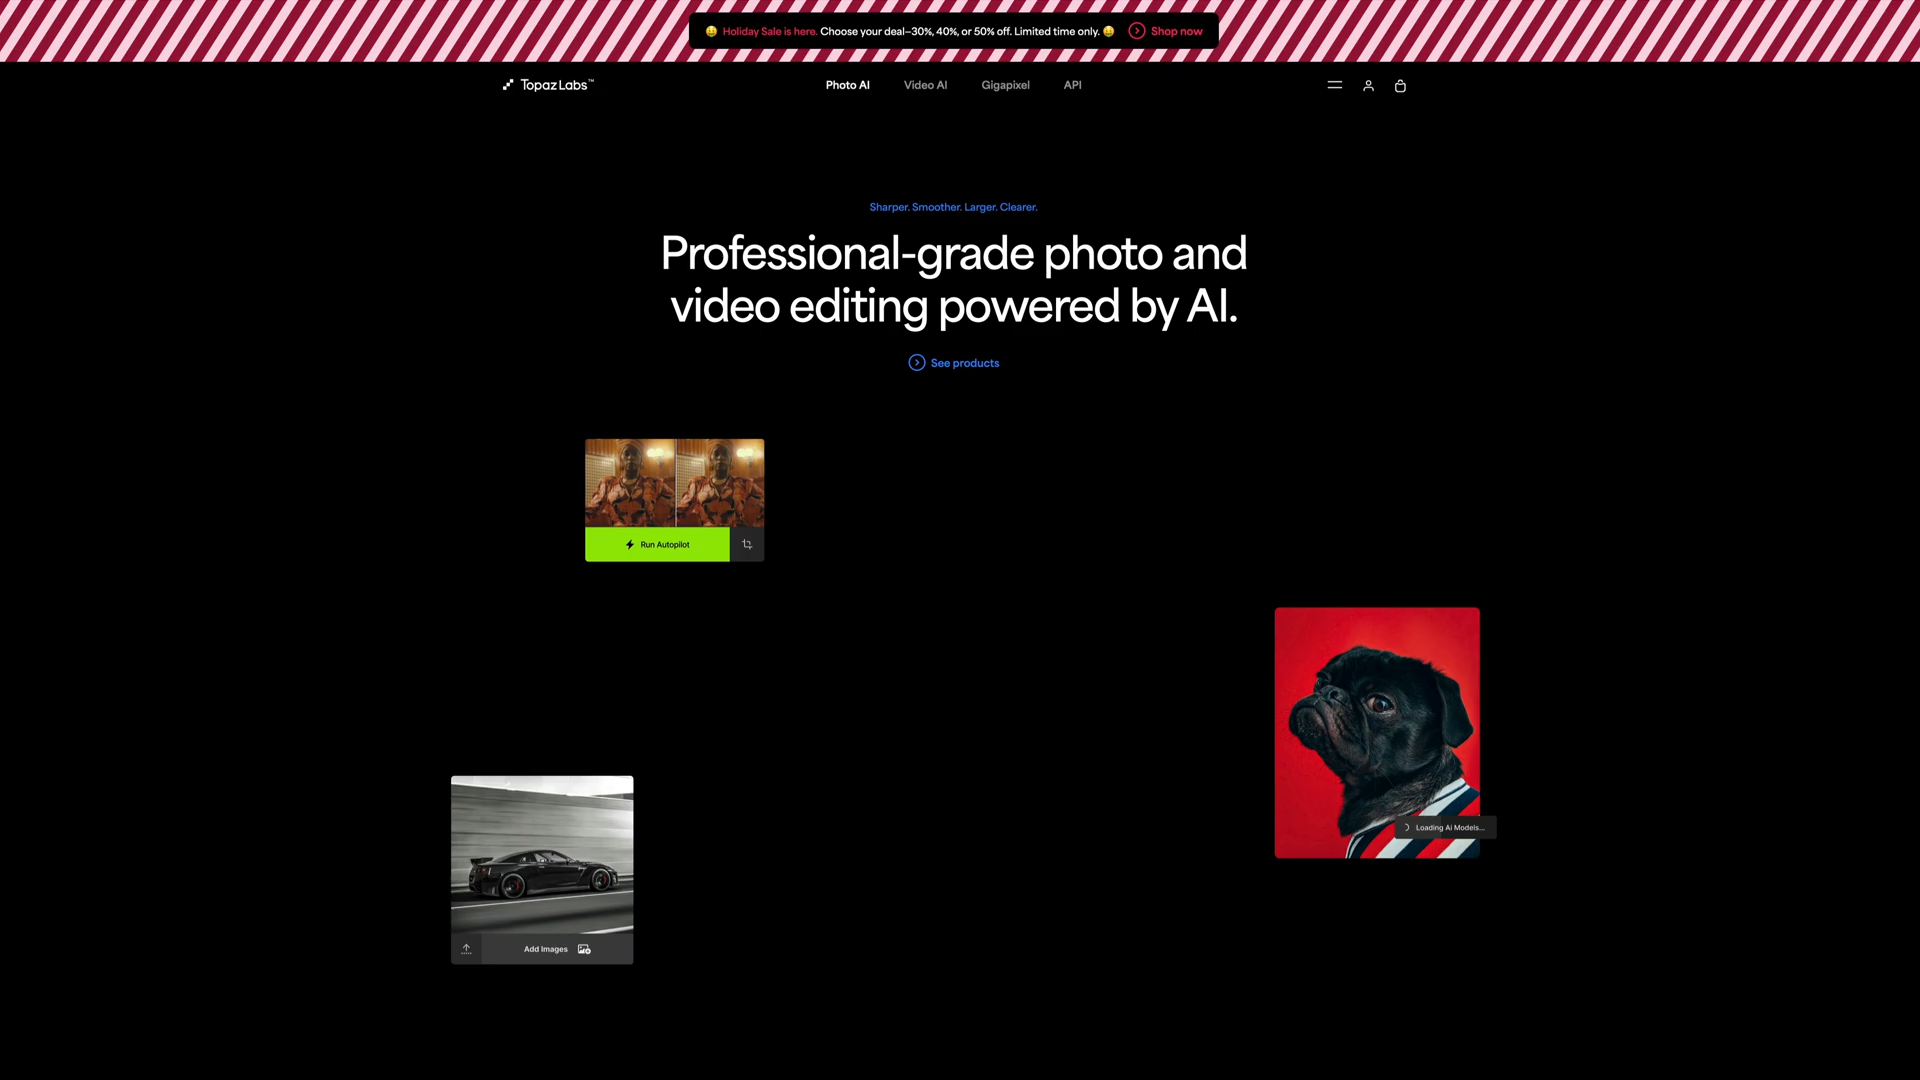 🤑 Holiday Sale is here. Choose your deal—30%, 40%, or 50% off. Limited time only. 🤑 Shop now
Topaz Labs™
Photo AI Video AI Gigapixel API
Sharper. Smoother. Larger. Clearer.
Professional-grade photo and
video editing powered by AI.
See products
Run Autopilot
Loading Ai Models...
Add Images